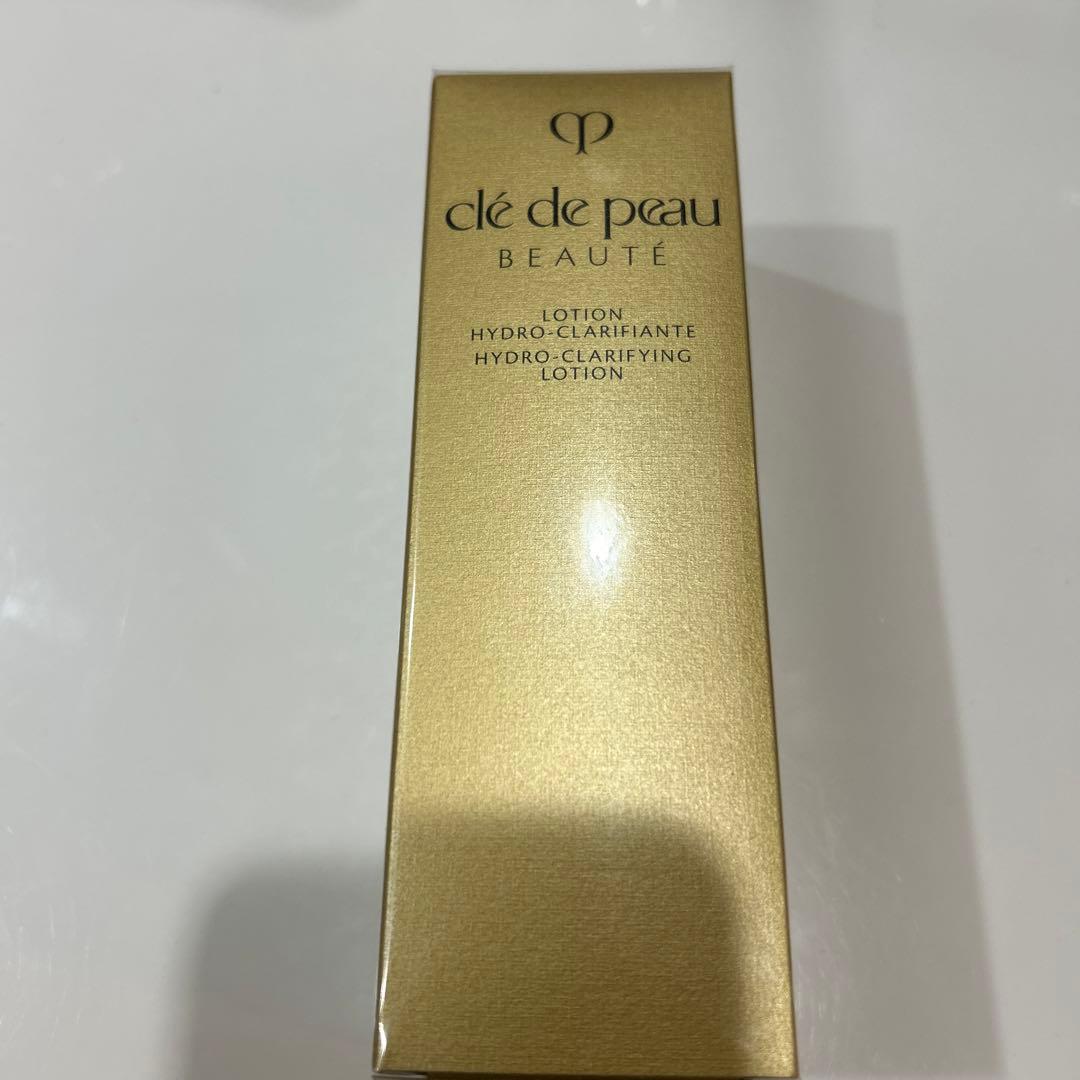 clé de peau
BEAUTÉ
LOTION
HYDRO-CLARIFIANTE
HYDRO-CLARIFYING
LOTION